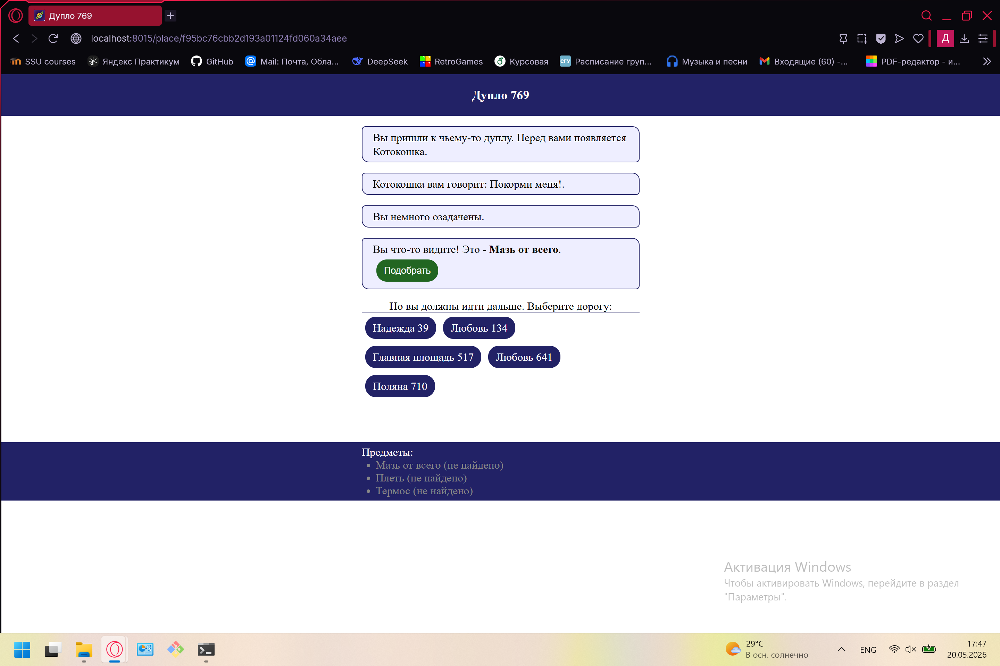 Дупло 769
localhost:8015/place/f95bc76cbb2d193a01124fd060a34aee
Д
SSU courses
Яндекс Практикум
GitHub
Mail: Почта, Обла...
DeepSeek
RetroGames
Курсовая
СГУ
Расписание груп...
Музыка и песни
Входящие (60) -...
PDF-редактор - и...
Дупло 769
Вы пришли к чьему-то дуплу. Перед вами появляется
Котокошка.
Котокошка вам говорит: Покорми меня!.
Вы немного озадачены.
Вы что-то видите! Это - Мазь от всего.
Подобрать
Но вы должны идти дальше. Выберите дорогу:
Надежда 39
Любовь 134
Главная площадь 517
Любовь 641
Поляна 710
Предметы:
Мазь от всего (не найдено)
Плеть (не найдено)
Термос (не найдено)
Активация Windows
Чтобы активировать Windows, перейдите в раздел
"Параметры".
29°C
В осн. солнечно
ENG
17:47
20.05.2026